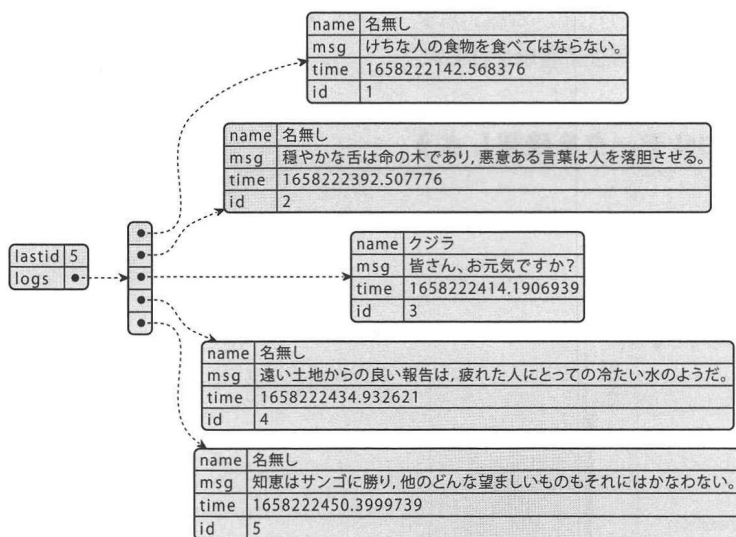 name 名無し
msg けちな人の食物を食べてはならない。
time 1658222142.568376
id 1
name 名無し
msg 穏やかな舌は命の木であり,悪意ある言葉は人を落胆させる。
time 1658222392.507776
id 2
lastid 5
logs
name クジラ
msg 皆さん、お元気ですか?
time 1658222414.1906939
id 3
name 名無し
msg 遠い土地からの良い報告は,疲れた人にとっての冷たい水のようだ。
time 1658222434.932621
id 4
name 名無し
msg 知恵はサンゴに勝り,他のどんな望ましいものもそれにはかなわない。
time 1658222450.3999739
id 5